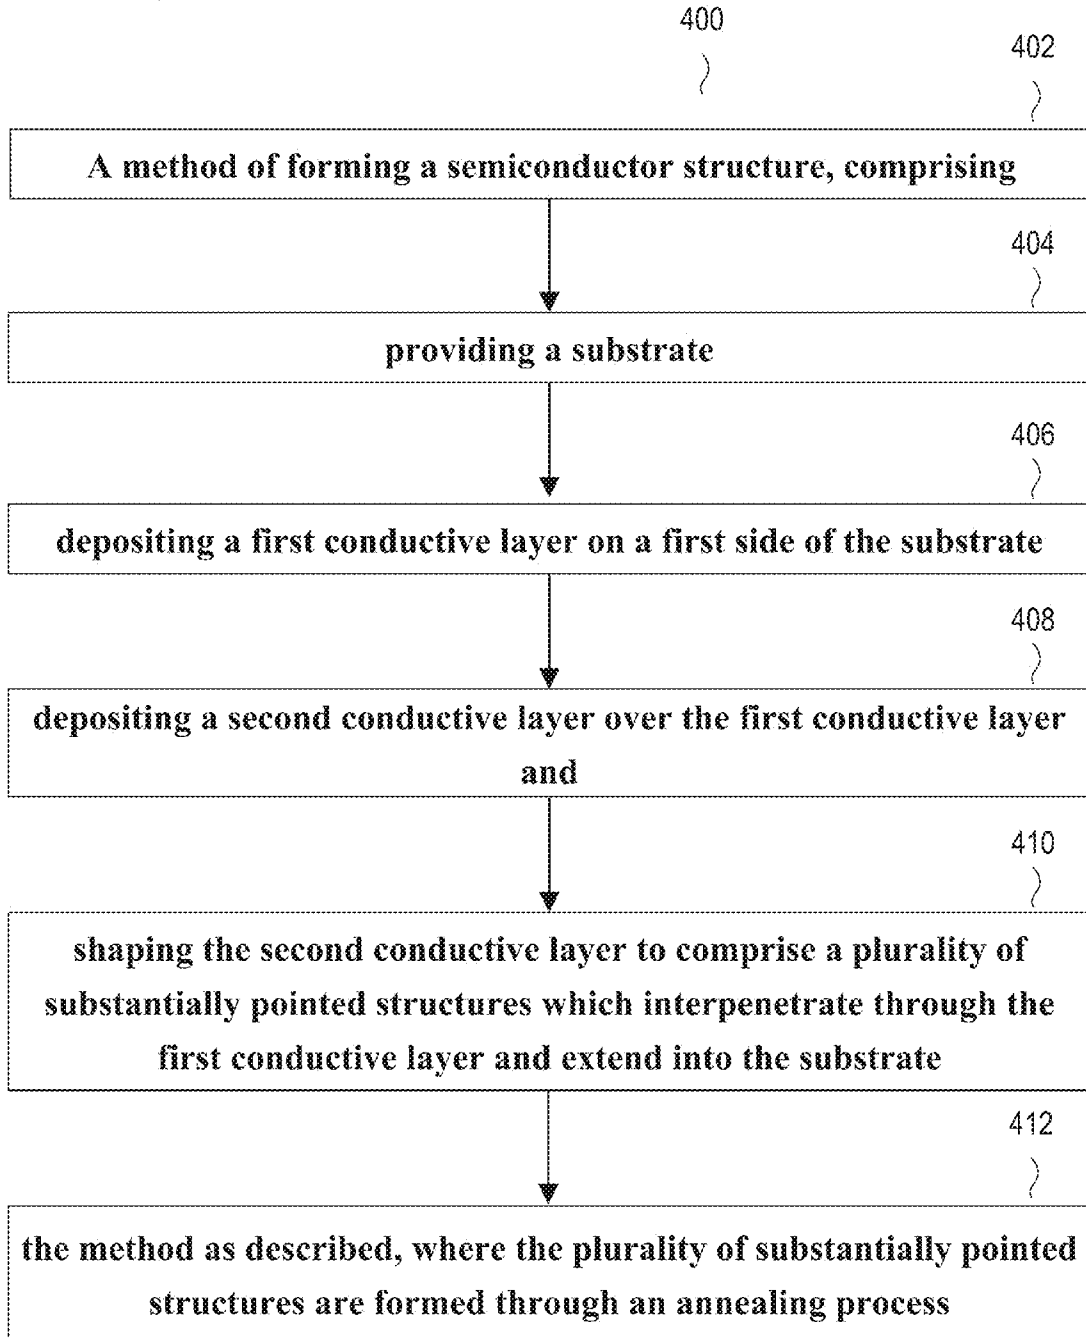 400
402
A method of forming a semiconductor structure, comprising
404
providing a substrate
406
depositing a first conductive layer on a first side of the substrate
408
depositing a second conductive layer over the first conductive layer
and
410
shaping the second conductive layer to comprise a plurality of
substantially pointed structures which interpenetrate through the
first conductive layer and extend into the substrate
412
the method as described, where the plurality of substantially pointed
structures are formed through an annealing process